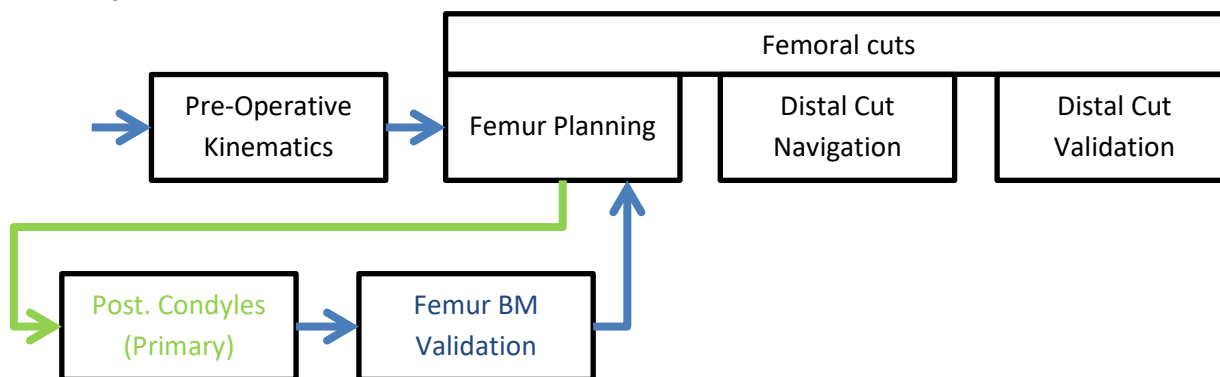 Femoral cuts
Pre-Operative
Kinematics
Femur Planning
Distal Cut
Navigation
Distal Cut
Validation
Post. Condyles
(Primary)
Femur BM
Validation